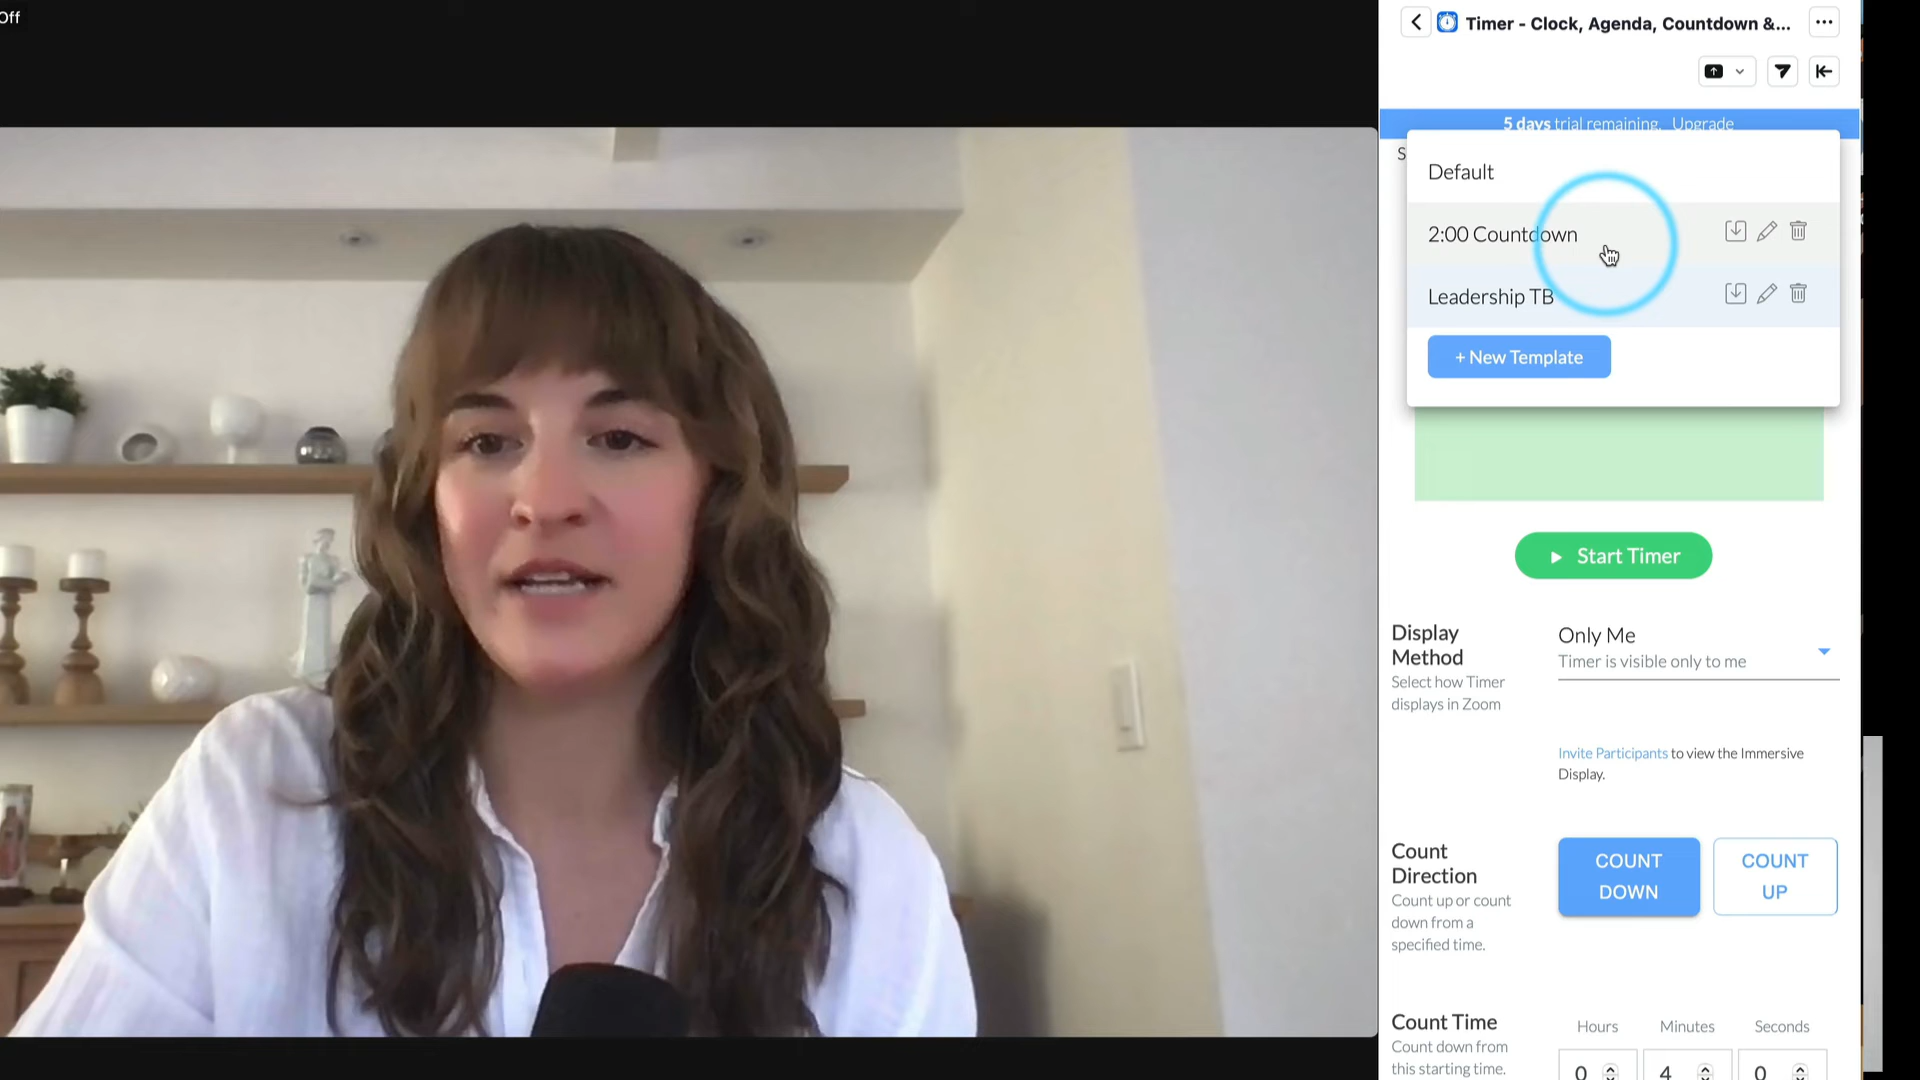 Off
Timer - Clock, Agenda, Countdown &...
5 days trial remaining. Upgrade
S
Default
2:00 Countdown
Leadership TB
+ New Template
Start Timer
Display
Method
Select how Timer
displays in Zoom
Only Me
Timer is visible only to me
Invite Participants to view the Immersive
Display.
Count
Direction
Count up or count
down from a
specified time.
COUNT
DOWN
COUNT
UP
Count Time
Count down from
this starting time.
Hours Minutes Seconds
0 4 0